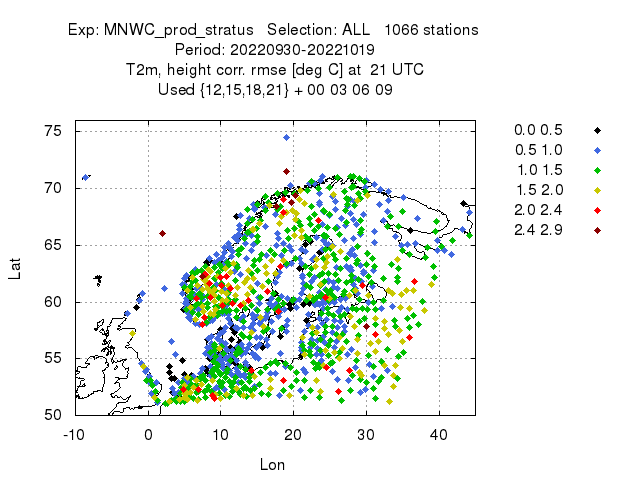 Exp: MNWC_prod_stratus Selection: ALL 1066 stations
Period: 20220930-20221019
T2m, height corr. rmse [deg C] at 21 UTC
Used {12,15,18,21} + 00 03 06 09
75
70
65
60
55
50
-10 0 10 20 30 40
Lat
Lon
0.0 0.5
0.5 1.0
1.0 1.5
1.5 2.0
2.0 2.4
2.4 2.9